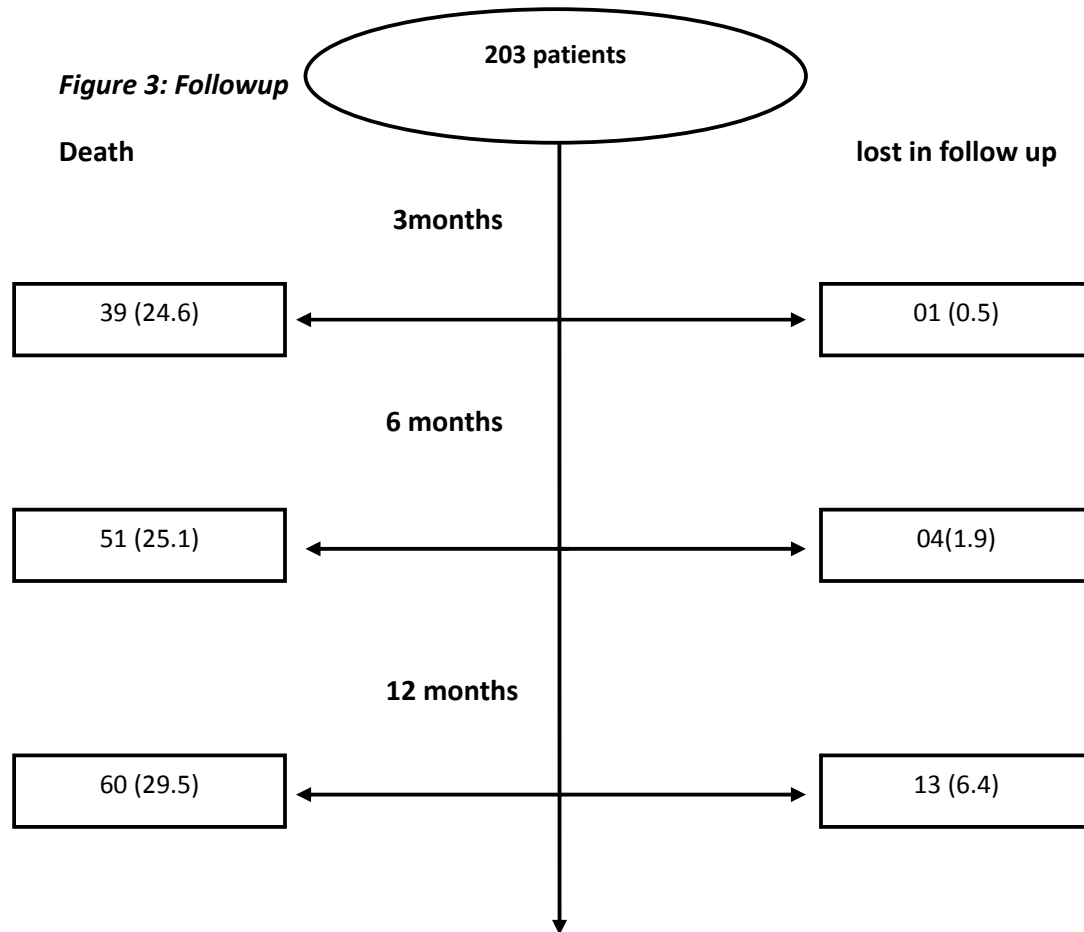 203 patients
Figure 3: Followup
Death
lost in follow up
3months
39 (24.6)
01 (0.5)
6 months
51 (25.1)
04(1.9)
12 months
60 (29.5)
13 (6.4)